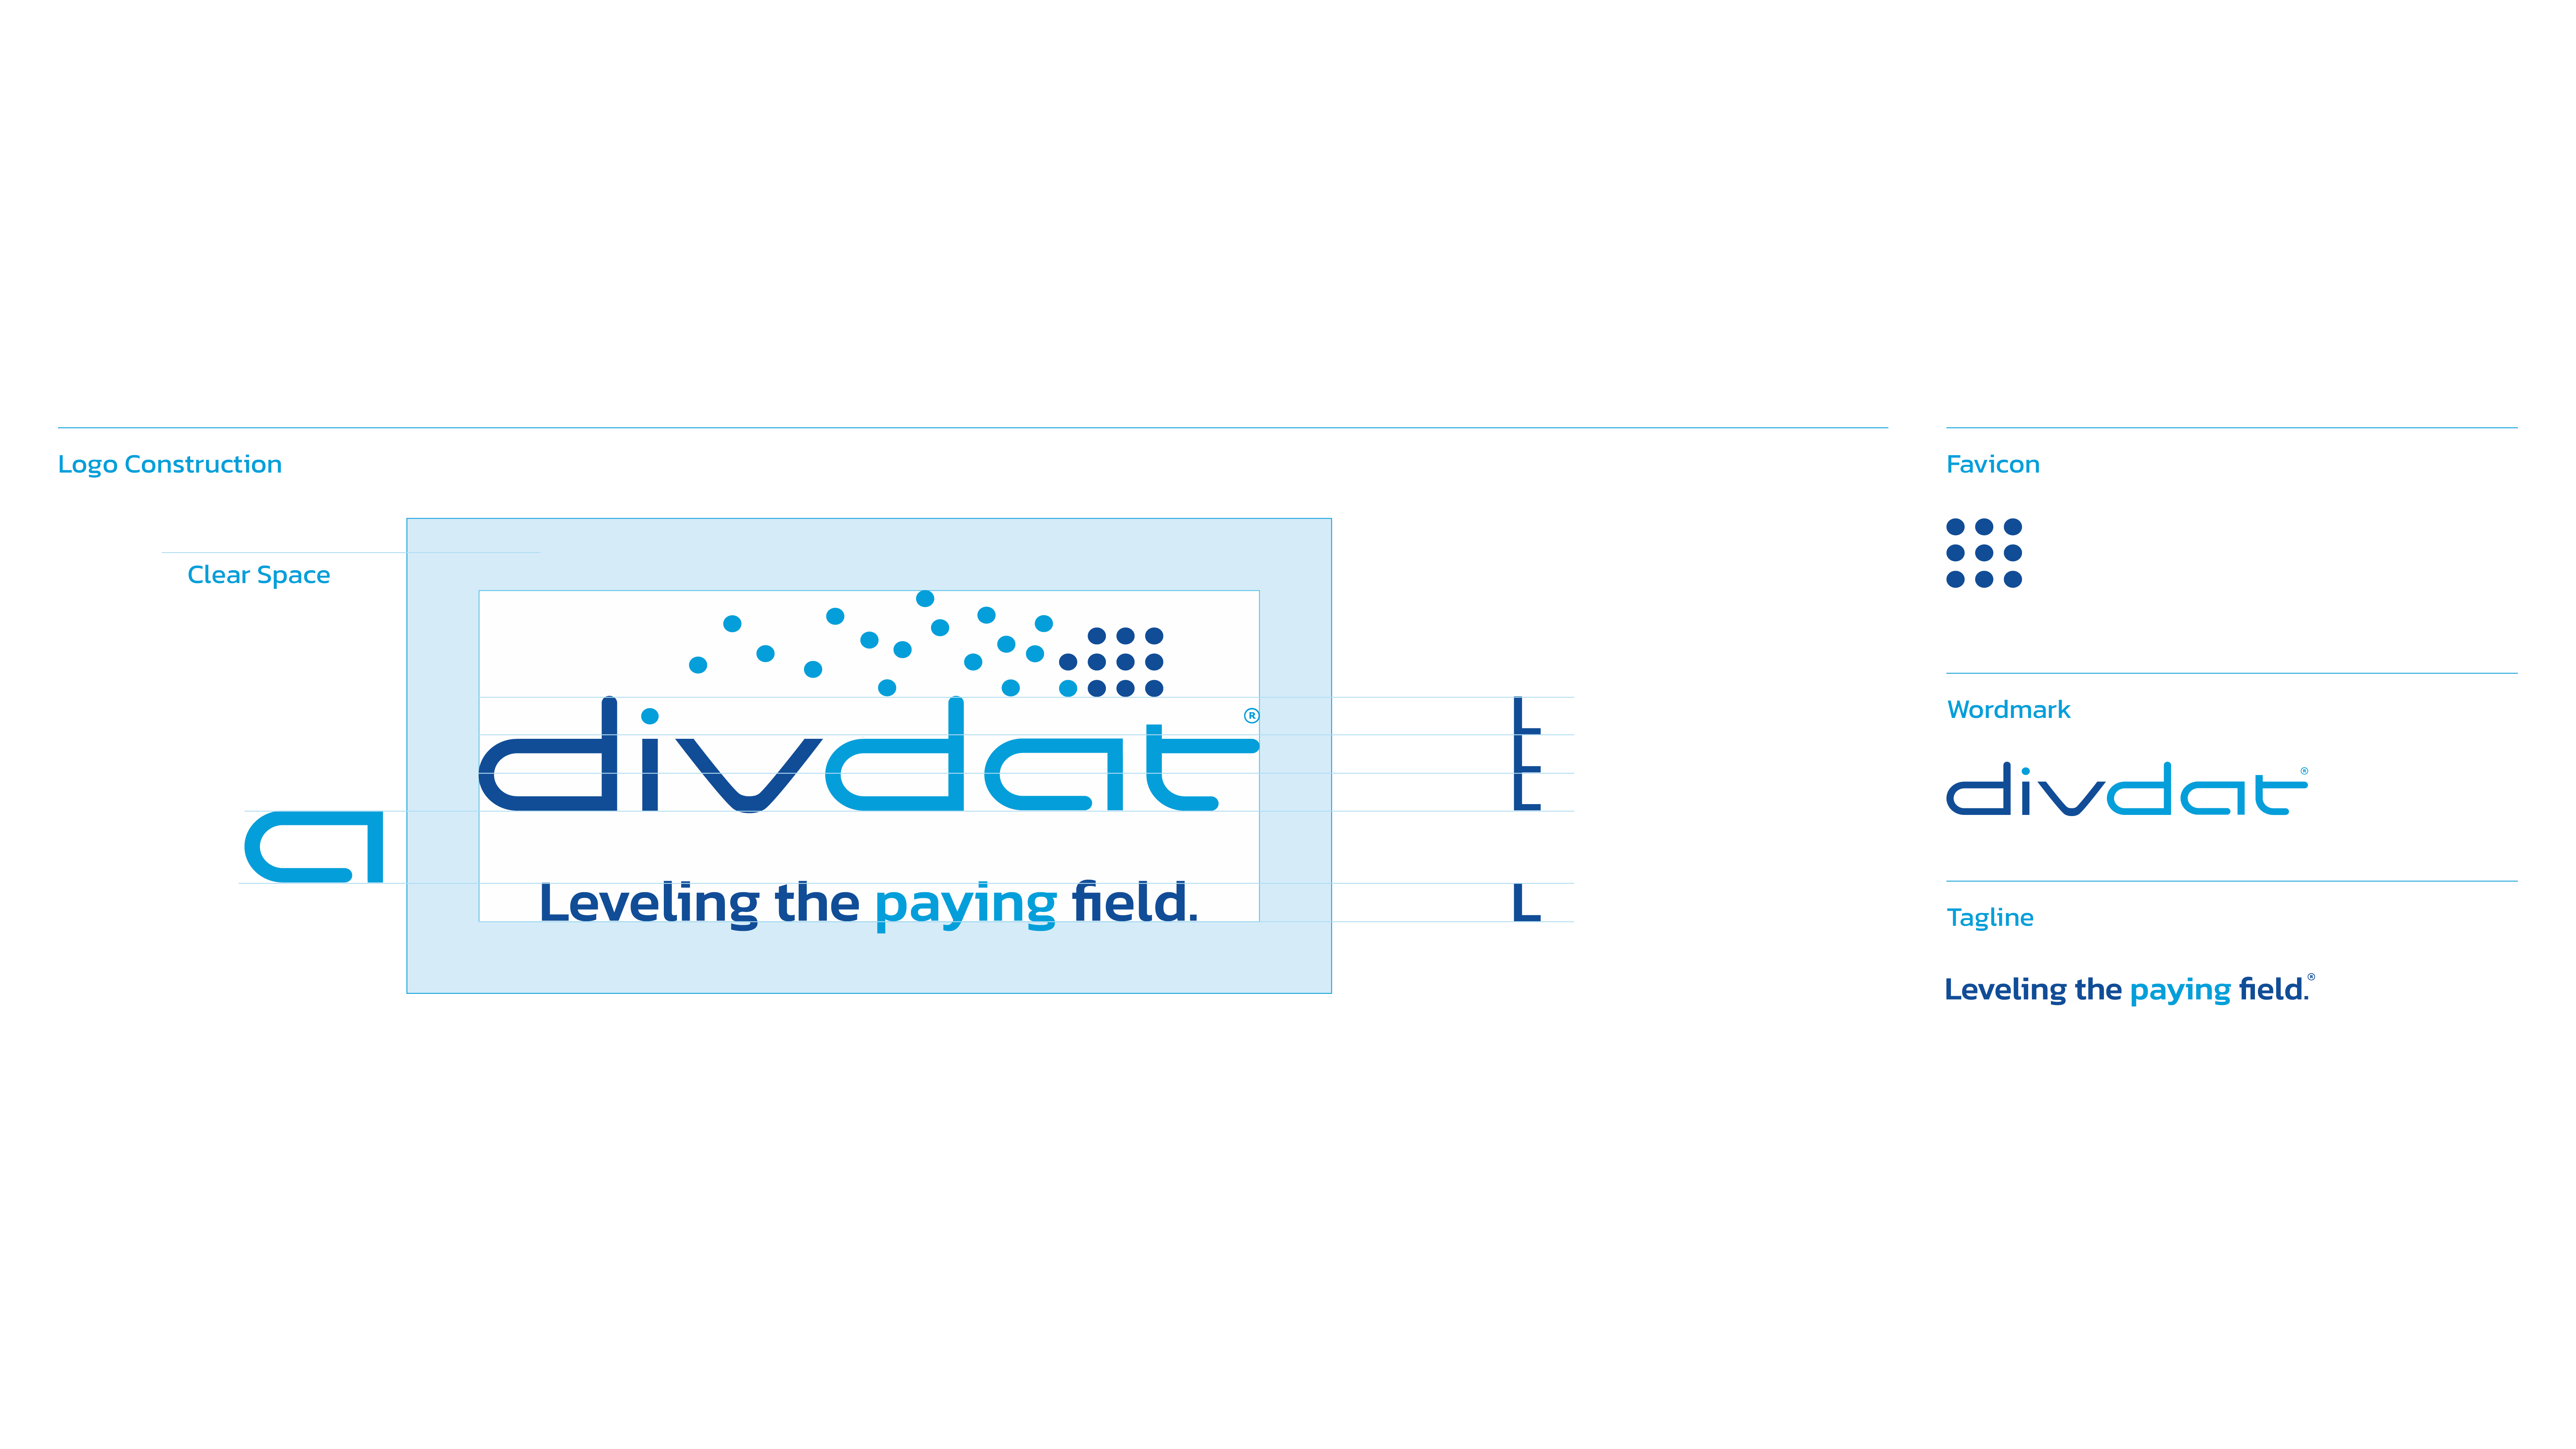 Logo Construction
Clear Space
divdat®
Leveling the paying field.
a
L
L
L
L
Favicon
Wordmark
divdat®
Tagline
Leveling the paying field.®